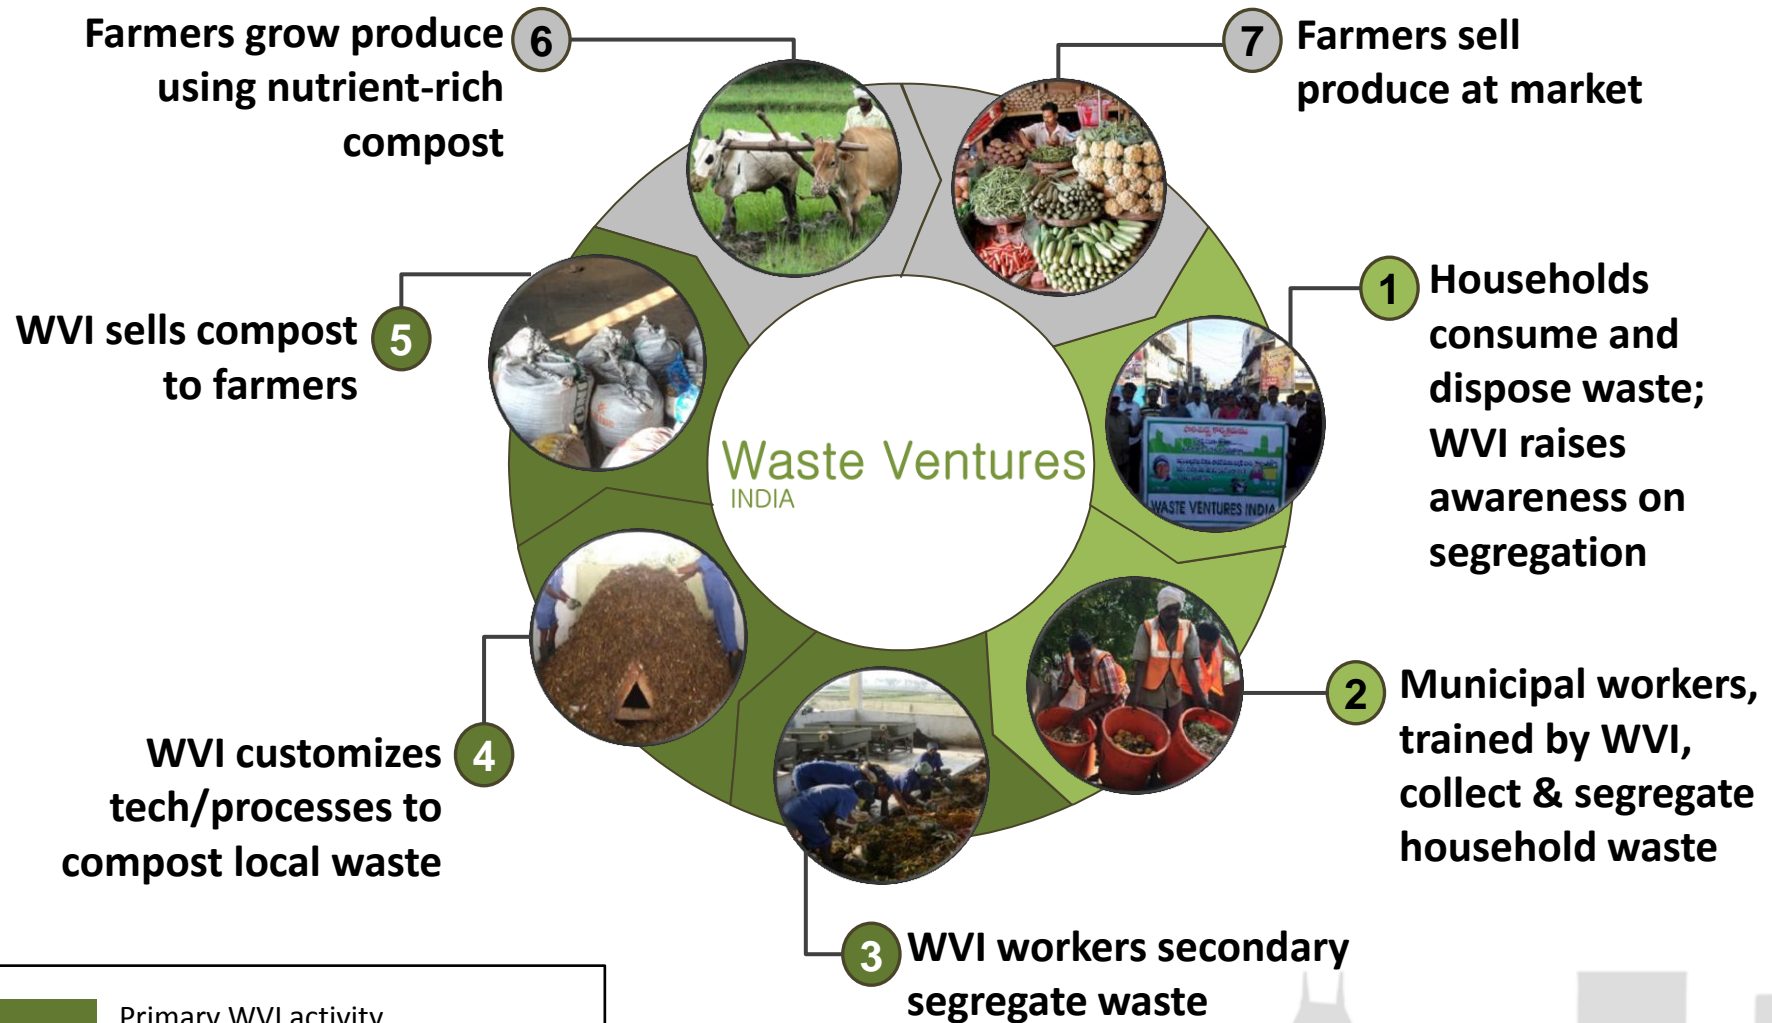 Farmers grow produce
using nutrient-rich
compost
6
7
Farmers sell
produce at market
1
Households
consume and
dispose waste;
WVI raises
awareness on
segregation
WVI sells compost
to farmers
5
Waste Ventures
INDIA
WASTE VENTURES INDIA
2
Municipal workers,
trained by WVI,
collect & segregate
household waste
WVI customizes
tech/processes to
compost local waste
4
3
WVI workers secondary
segregate waste
Primary WVI activity